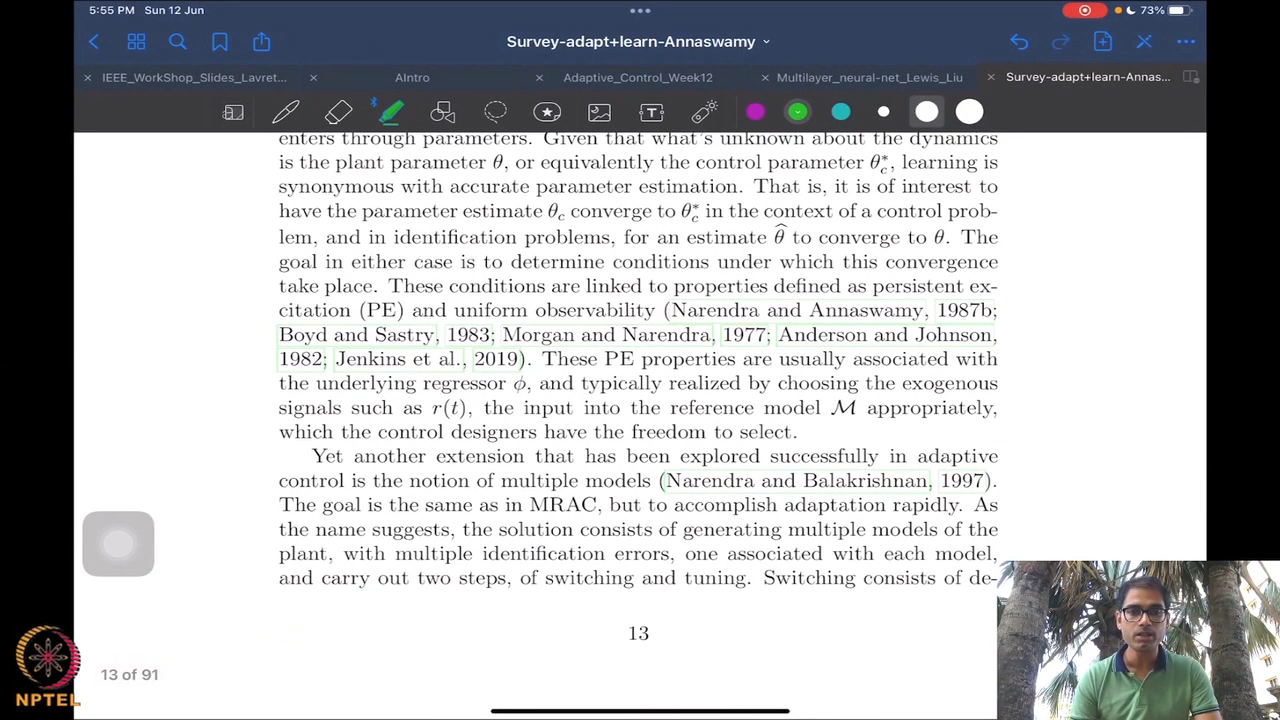 5:55 PM Sun 12 Jun
73%
Survey-adapt+learn-Annaswamy
IEEE_WorkShop_Slides_Lavret...
AIntro
Adaptive_Control_Week12
Multilayer_neural-net_Lewis_Liu
Survey-adapt+learn-Annas...
enters through parameters. Given that what's unknown about the dynamics
is the plant parameter θ, or equivalently the control parameter θ*c, learning is
synonymous with accurate parameter estimation. That is, it is of interest to
have the parameter estimate θc converge to θ*c in the context of a control prob-
lem, and in identification problems, for an estimate θ̂ to converge to θ. The
goal in either case is to determine conditions under which this convergence
take place. These conditions are linked to properties defined as persistent ex-
citation (PE) and uniform observability (Narendra and Annaswamy, 1987b;
Boyd and Sastry, 1983; Morgan and Narendra, 1977; Anderson and Johnson,
1982; Jenkins et al., 2019). These PE properties are usually associated with
the underlying regressor ϕ, and typically realized by choosing the exogenous
signals such as r(t), the input into the reference model ℳ appropriately,
which the control designers have the freedom to select.
Yet another extension that has been explored successfully in adaptive
control is the notion of multiple models (Narendra and Balakrishnan, 1997).
The goal is the same as in MRAC, but to accomplish adaptation rapidly. As
the name suggests, the solution consists of generating multiple models of the
plant, with multiple identification errors, one associated with each model,
and carry out two steps, of switching and tuning. Switching consists of de-
13
13 of 91
NPTEL